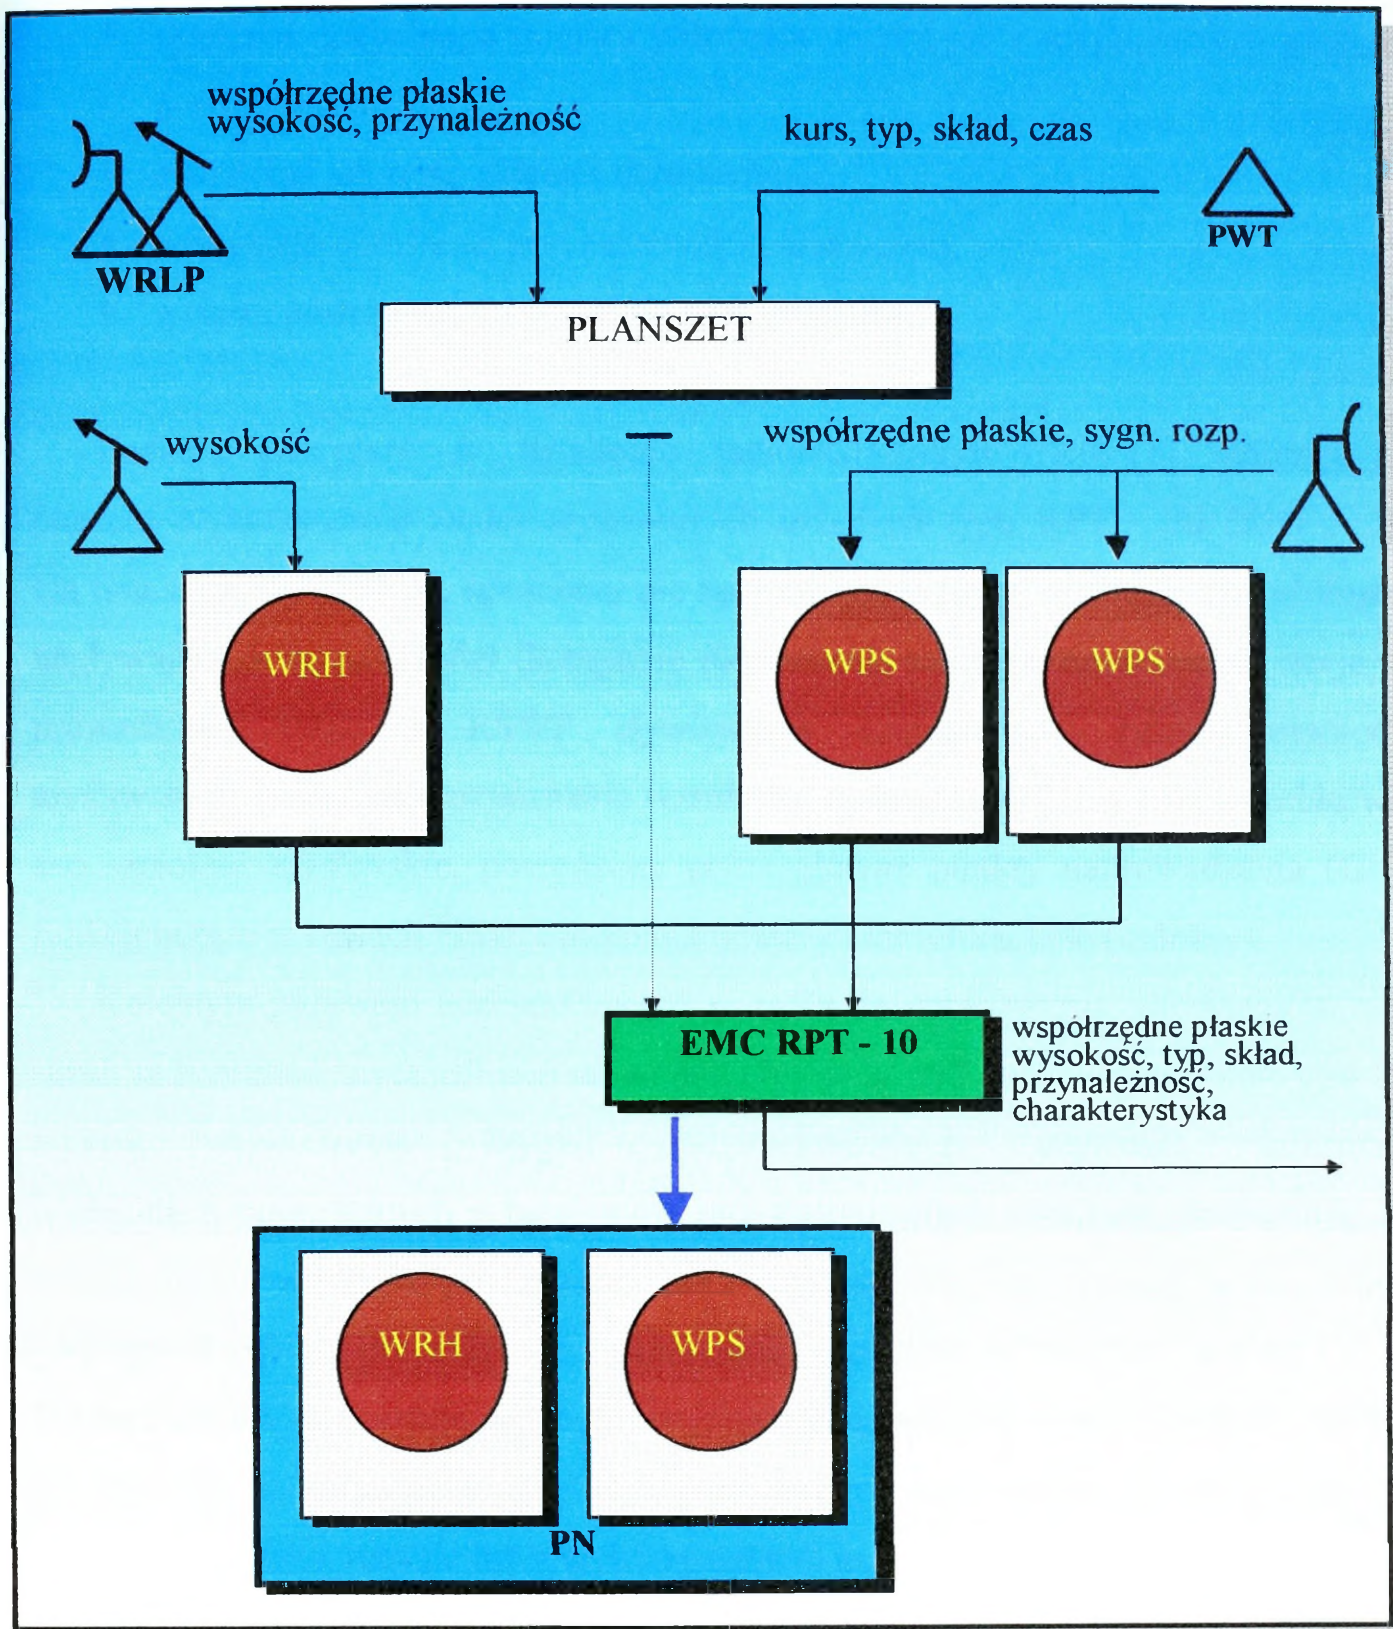 współrzędne płaskie
wysokość, przynależność
kurs, typ, skład, czas
WRLP
PWT
PLANSZET
wysokość
współrzędne płaskie, sygn. rozp.
WRH
WPS
WPS
EMC RPT - 10
współrzędne płaskie
wysokość, typ, skład,
przynależność,
charakterystyka
WRH
WPS
PN